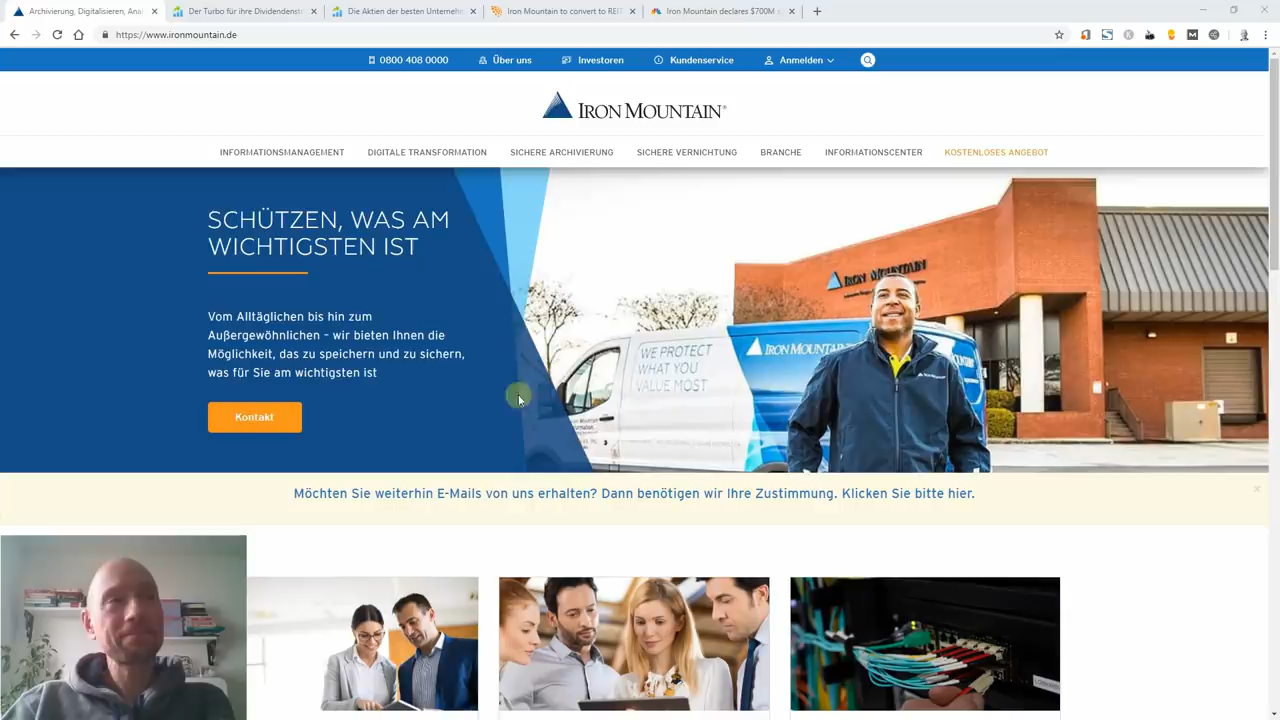 Archivierung, Digitalisieren, Anal
Der Turbo für ihre Dividendenstr
Die Aktien der besten Unternehm
Iron Mountain to convert to REIT
Iron Mountain declares $700M s
https://www.ironmountain.de
0800 408 0000
Über uns
Investoren
Kundenservice
Anmelden
IRON MOUNTAIN®
INFORMATIONSMANAGEMENT
DIGITALE TRANSFORMATION
SICHERE ARCHIVIERUNG
SICHERE VERNICHTUNG
BRANCHE
INFORMATIONSCENTER
KOSTENLOSES ANGEBOT
SCHÜTZEN, WAS AM
WICHTIGSTEN IST
Vom Alltäglichen bis hin zum
Außergewöhnlichen – wir bieten Ihnen die
Möglichkeit, das zu speichern und zu sichern,
was für Sie am wichtigsten ist
Kontakt
IRON MOUNTAIN
WE PROTECT
WHAT YOU
VALUE MOST
IRON MOUNTAIN
Möchten Sie weiterhin E-Mails von uns erhalten? Dann benötigen wir Ihre Zustimmung. Klicken Sie bitte hier.